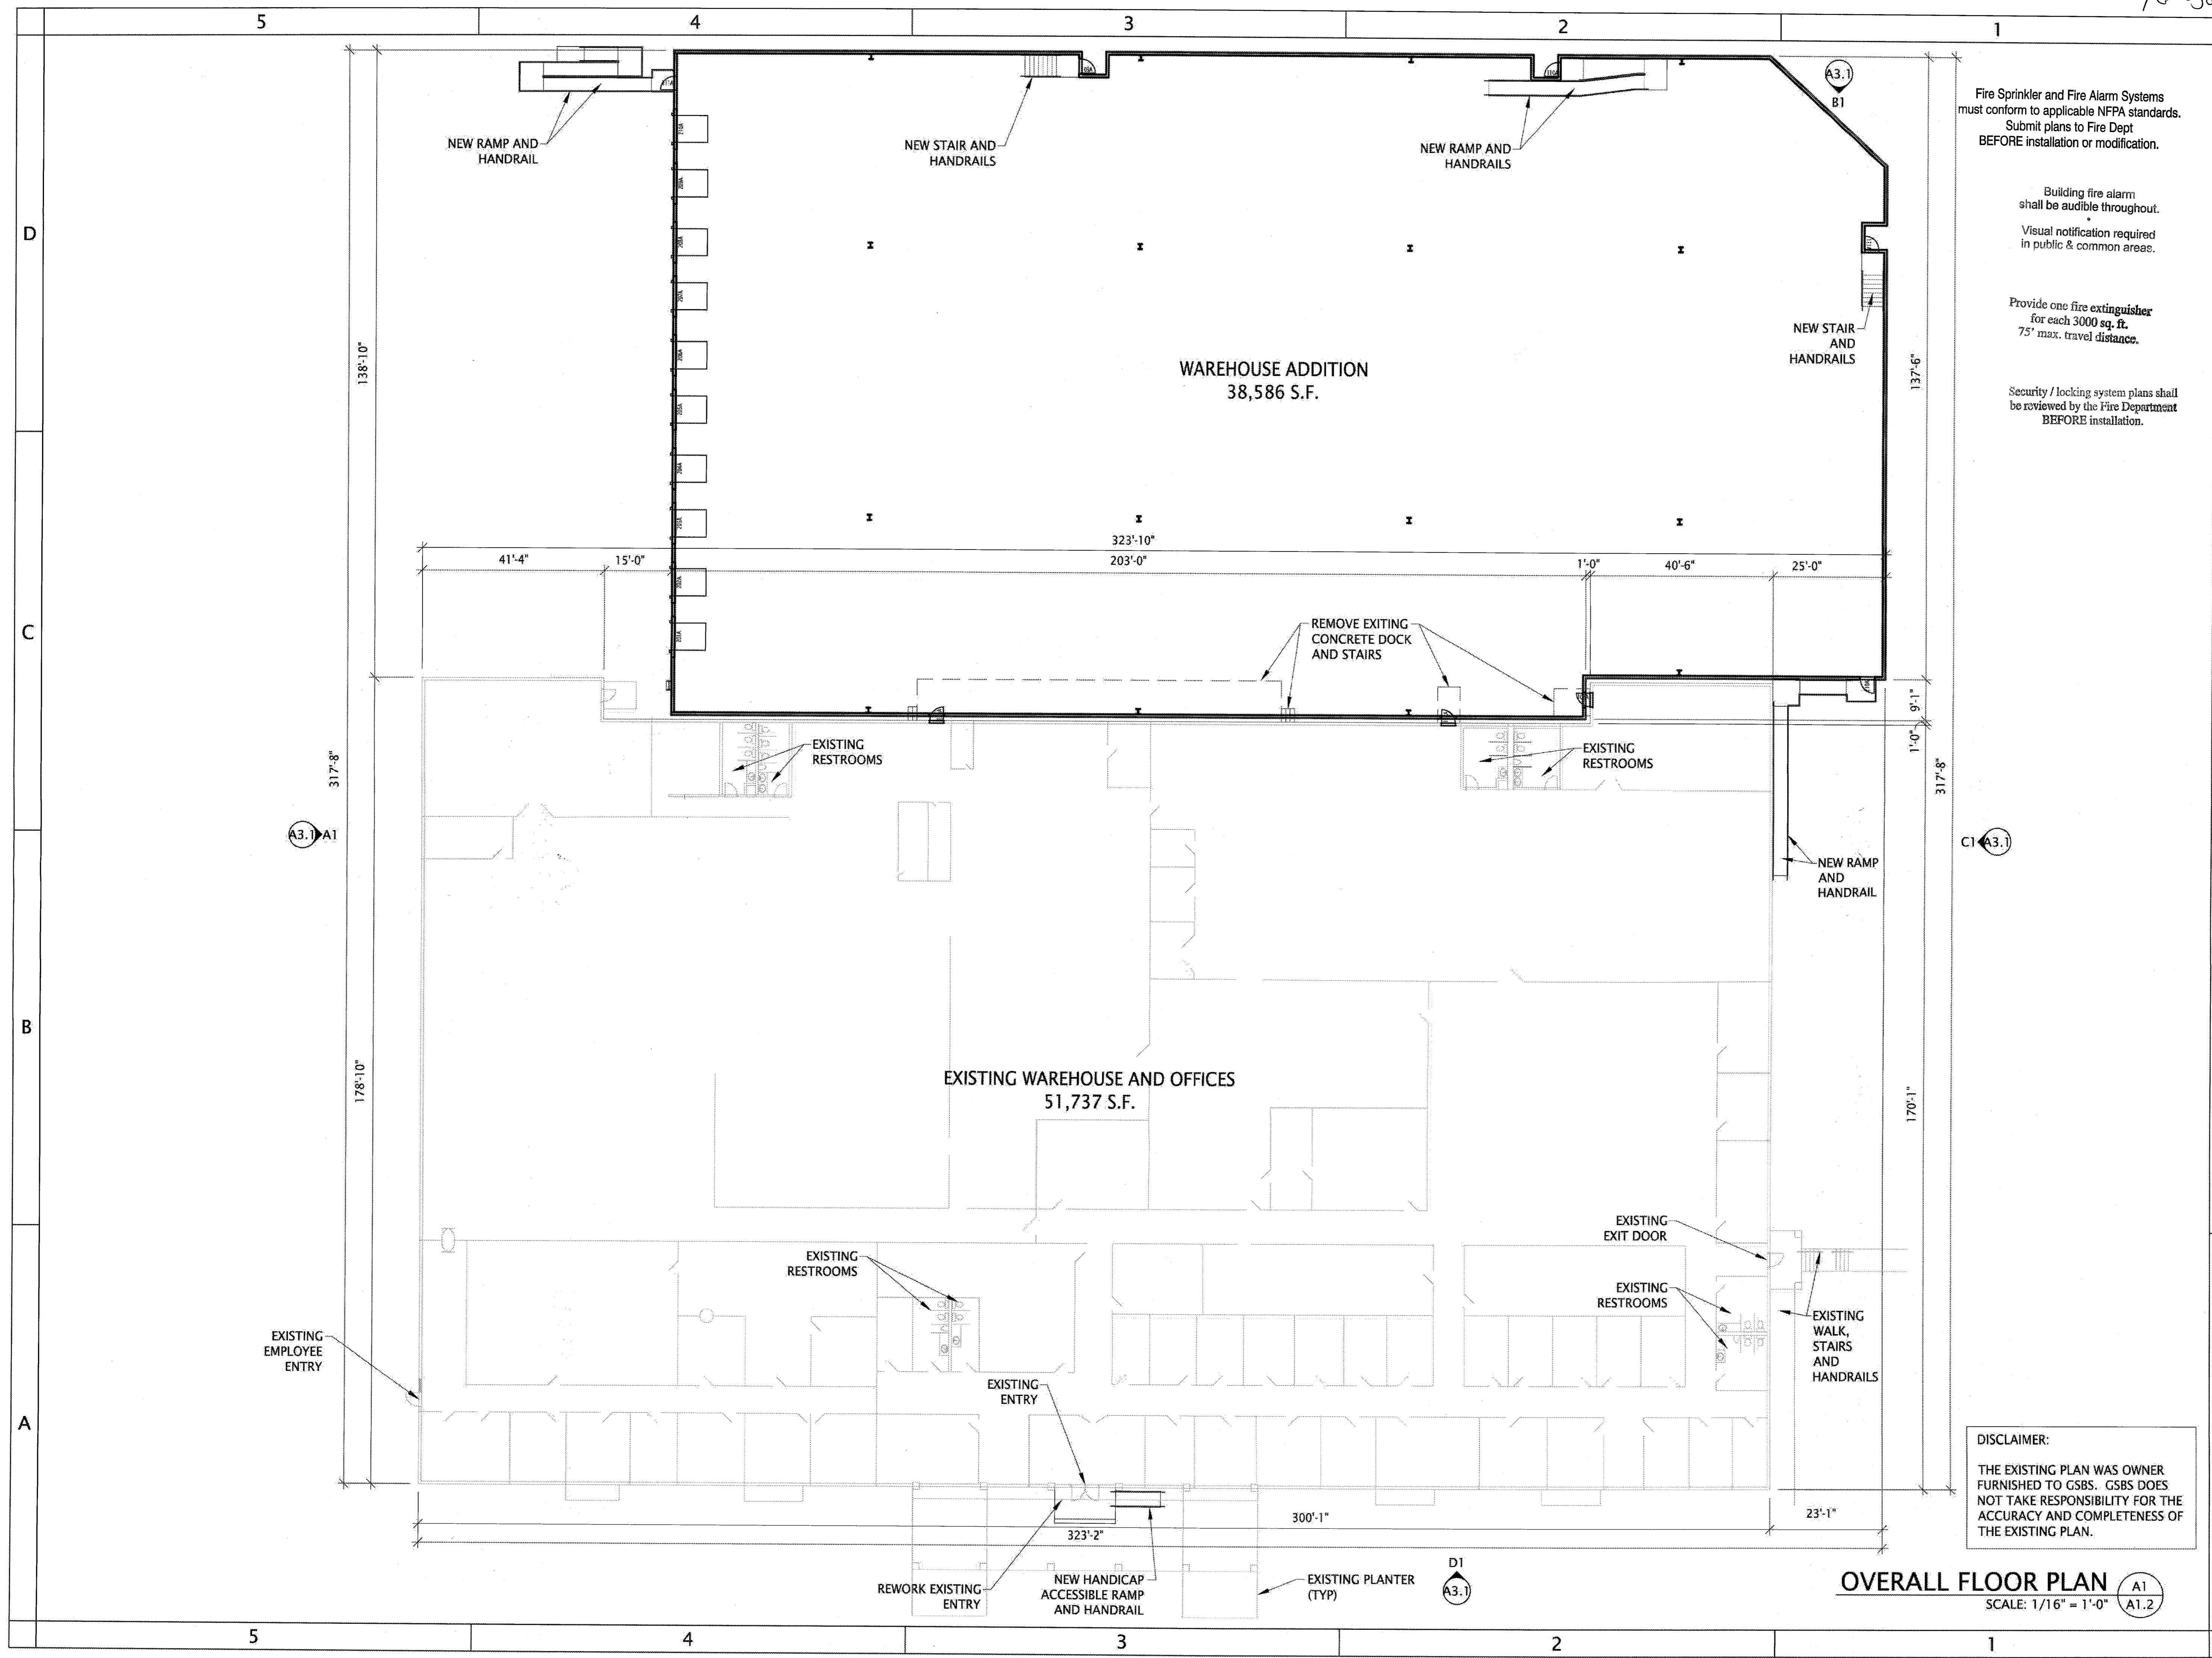 5
4
3
2
1
D
C
B
A
A3.1
B1
Fire Sprinkler and Fire Alarm Systems
must conform to applicable NFPA standards.
Submit plans to Fire Dept
BEFORE installation or modification.
Building fire alarm
shall be audible throughout.
•
Visual notification required
in public & common areas.
Provide one fire extinguisher
for each 3000 sq. ft.
75' max. travel distance.
Security / locking system plans shall
be reviewed by the Fire Department
BEFORE installation.
NEW RAMP AND
HANDRAIL
NEW STAIR AND
HANDRAILS
NEW RAMP AND
HANDRAILS
NEW STAIR
AND
HANDRAILS
210A
209A
208A
207A
206A
205A
204A
203A
202A
201A
WAREHOUSE ADDITION
38,586 S.F.
138'-10"
137'-6"
323'-10"
41'-4"
15'-0"
203'-0"
1'-0"
40'-6"
25'-0"
REMOVE EXITING
CONCRETE DOCK
AND STAIRS
9'-1"
1'-0"
317'-8"
317'-8"
EXISTING
RESTROOMS
EXISTING
RESTROOMS
A3.1
A1
C1
A3.1
NEW RAMP
AND
HANDRAIL
EXISTING WAREHOUSE AND OFFICES
51,737 S.F.
178'-10"
170'-1"
EXISTING
EXIT DOOR
EXISTING
RESTROOMS
EXISTING
RESTROOMS
EXISTING
WALK,
STAIRS
AND
HANDRAILS
EXISTING
EMPLOYEE
ENTRY
EXISTING
ENTRY
300'-1"
23'-1"
323'-2"
REWORK EXISTING
ENTRY
NEW HANDICAP
ACCESSIBLE RAMP
AND HANDRAIL
EXISTING PLANTER
(TYP)
D1
A3.1
DISCLAIMER:
THE EXISTING PLAN WAS OWNER
FURNISHED TO GSBS. GSBS DOES
NOT TAKE RESPONSIBILITY FOR THE
ACCURACY AND COMPLETENESS OF
THE EXISTING PLAN.
OVERALL FLOOR PLAN
SCALE: 1/16" = 1'-0"
A1
A1.2
5
4
3
2
1